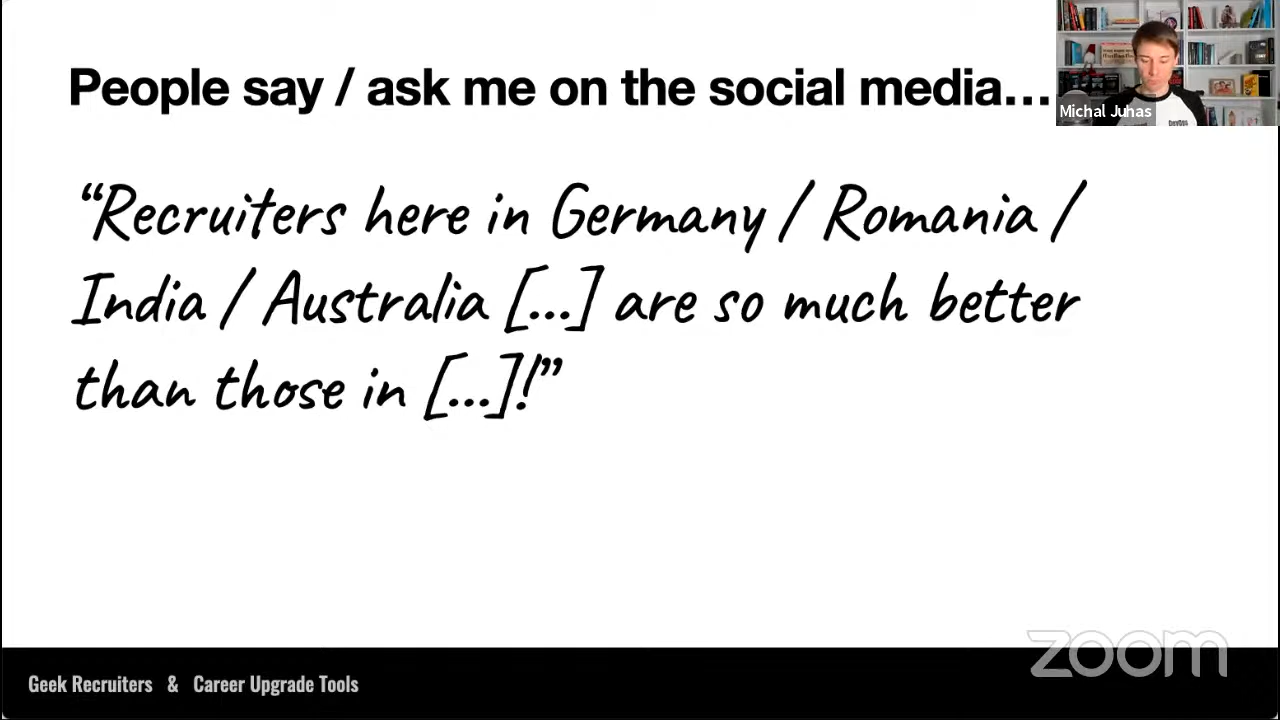 People say / ask me on the social media...
Michal Juhas
“Recruiters here in Germany / Romania /
India / Australia [...] are so much better
than those in [...]!”
zoom
Geek Recruiters & Career Upgrade Tools